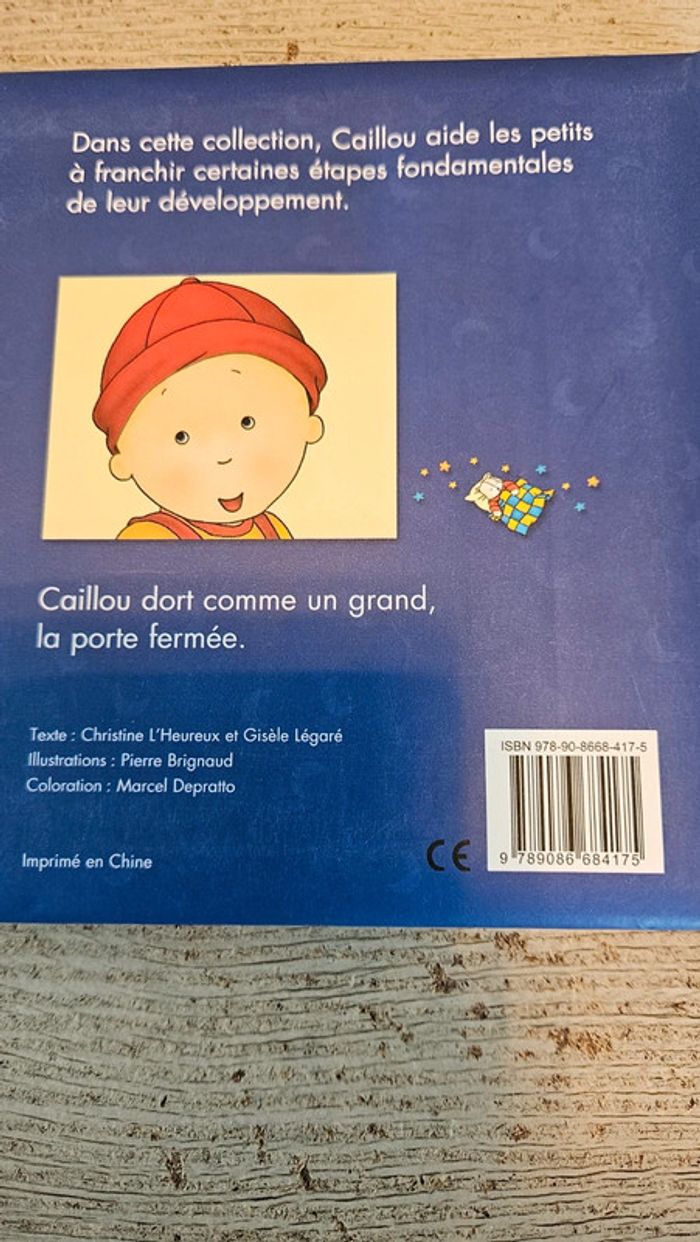 Dans cette collection, Caillou aide les petits
à franchir certaines étapes fondamentales
de leur développement.
Caillou dort comme un grand,
la porte fermée.
Texte : Christine L'Heureux et Gisèle Légaré
Illustrations : Pierre Brignaud
Coloration : Marcel Depratto
Imprimé en Chine
CE
ISBN 978-90-8668-417-5
9 789086 684175